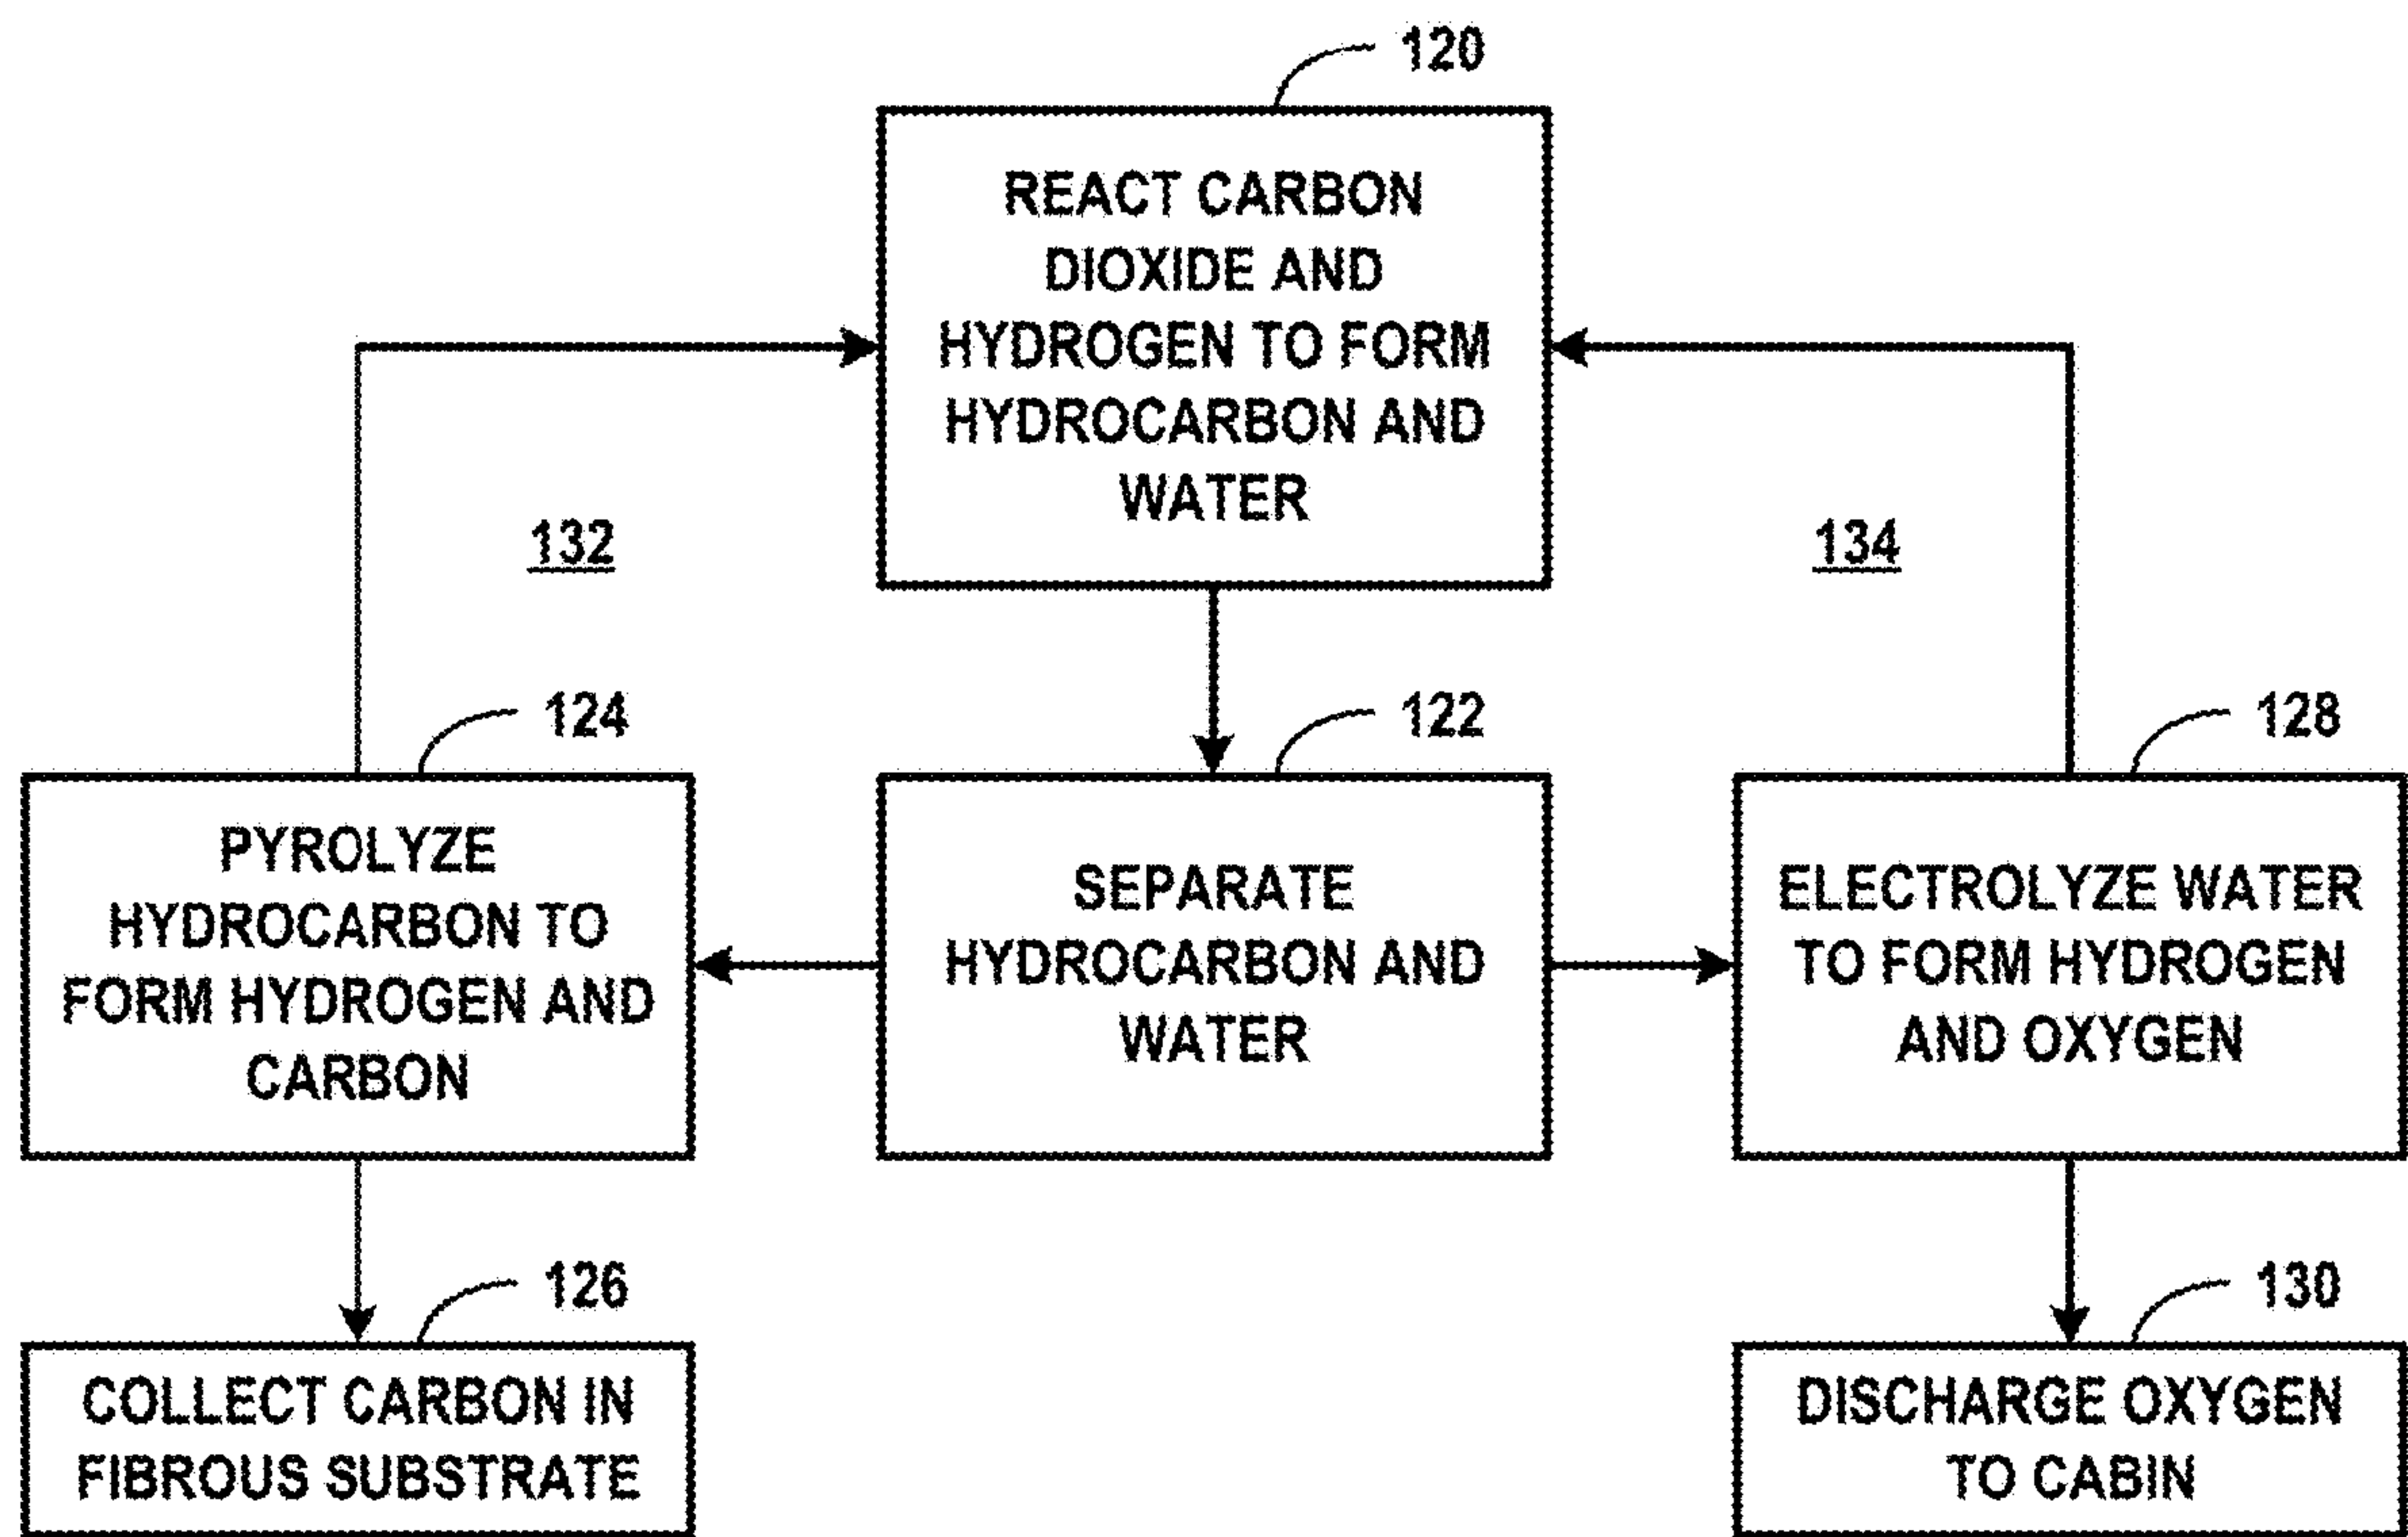 120
REACT CARBON
DIOXIDE AND
HYDROGEN TO FORM
HYDROCARBON AND
WATER
132
134
124
PYROLYZE
HYDROCARBON TO
FORM HYDROGEN AND
CARBON
122
SEPARATE
HYDROCARBON AND
WATER
128
ELECTROLYZE WATER
TO FORM HYDROGEN
AND OXYGEN
126
COLLECT CARBON IN
FIBROUS SUBSTRATE
130
DISCHARGE OXYGEN
TO CABIN